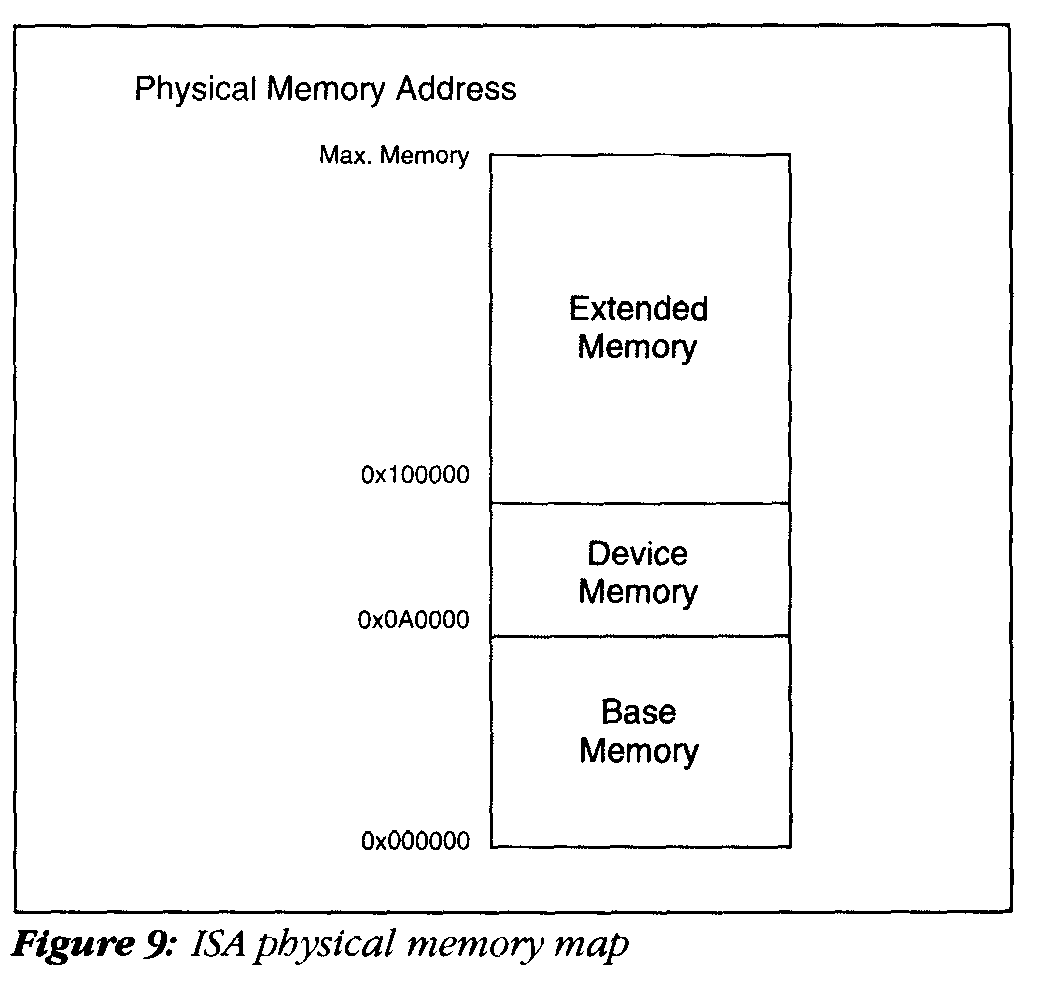 Physical Memory Address
Max. Memory
Extended
Memory
0x100000
Device
Memory
0x0A0000
Base
Memory
0x000000
Figure 9: ISA physical memory map